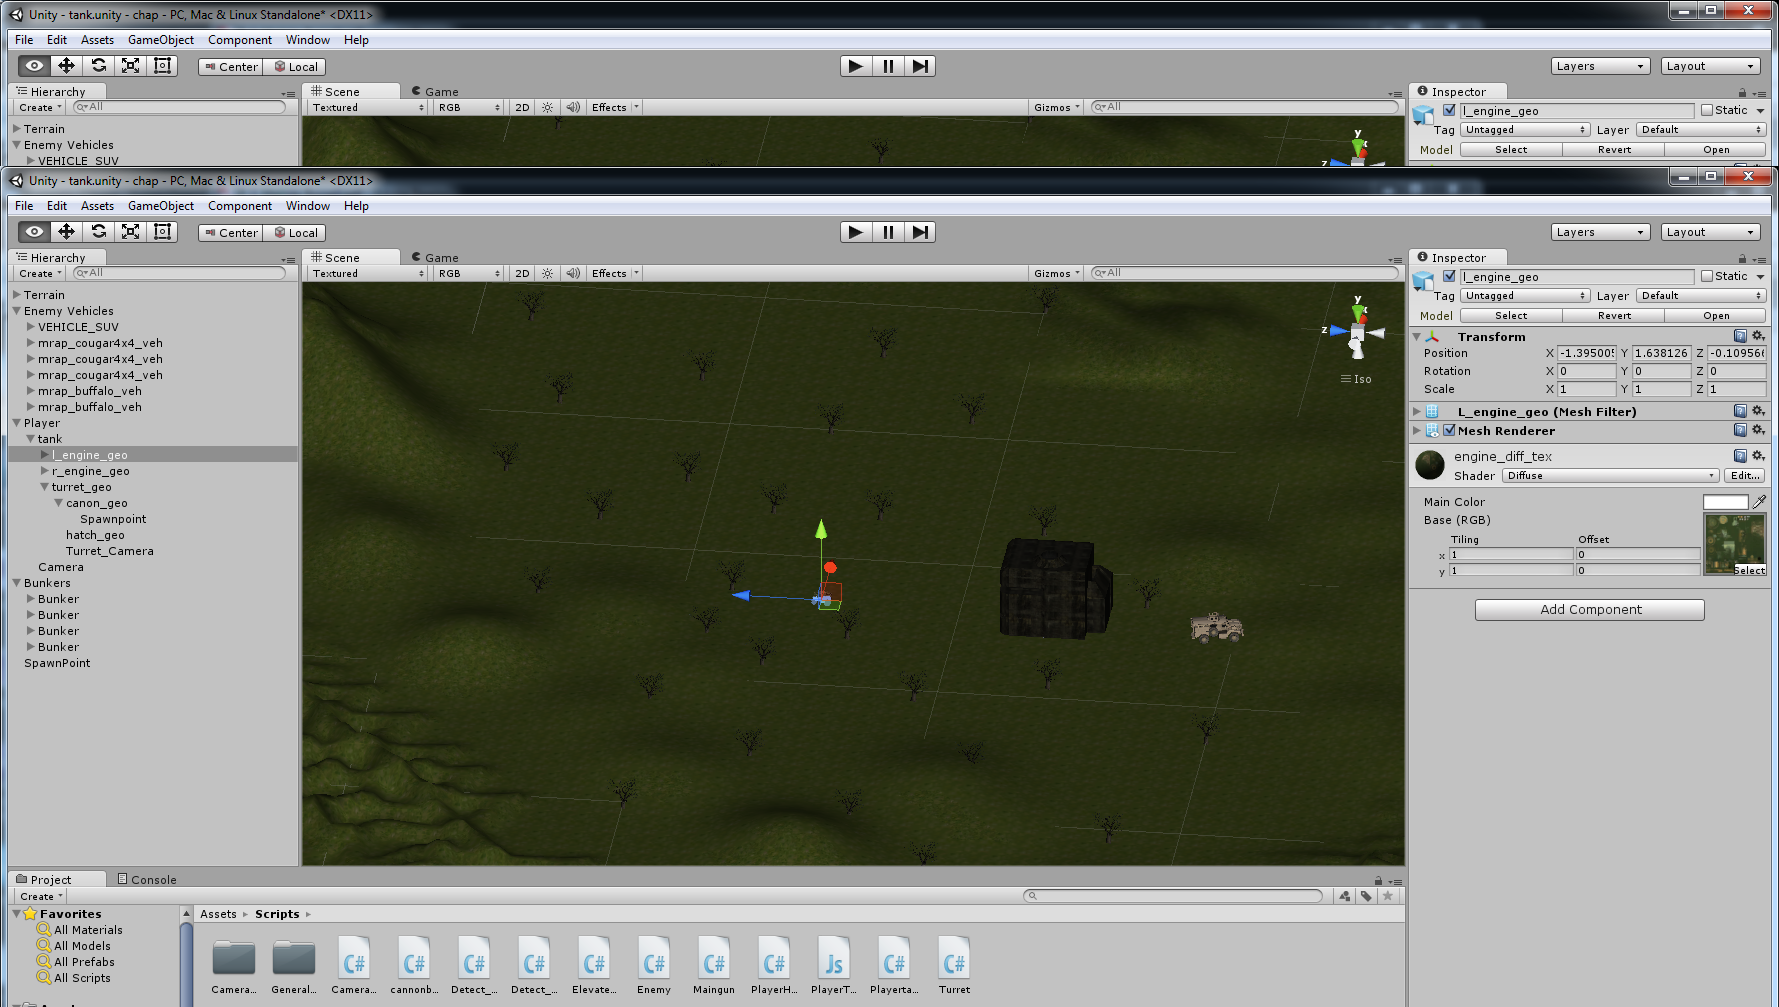 Unity - tank.unity - chap - PC, Mac & Linux Standalone* <DX11>
File Edit Assets GameObject Component Window Help
Center Local Layers Layout
Hierarchy Scene Game Inspector
Create All Textured RGB 2D Effects Gizmos All l_engine_geo Static
Terrain Tag Untagged Layer Default
Enemy Vehicles Model Select Revert Open
VEHICLE_SUV y x z
Unity - tank.unity - chap - PC, Mac & Linux Standalone* <DX11>
File Edit Assets GameObject Component Window Help
Center Local Layers Layout
Hierarchy Scene Game Inspector
Create All Textured RGB 2D Effects Gizmos All l_engine_geo Static
Tag Untagged Layer Default
Model Select Revert Open
Terrain
Enemy Vehicles
VEHICLE_SUV
mrap_cougar4x4_veh
mrap_cougar4x4_veh
mrap_cougar4x4_veh
mrap_buffalo_veh
mrap_buffalo_veh
Player
tank
l_engine_geo
r_engine_geo
turret_geo
canon_geo
Spawnpoint
hatch_geo
Turret_Camera
Camera
Bunkers
Bunker
Bunker
Bunker
Bunker
SpawnPoint
y
x
z
Iso
Transform
Position X -1.395005 Y 1.638126 Z -0.109566
Rotation X 0 Y 0 Z 0
Scale X 1 Y 1 Z 1
L_engine_geo (Mesh Filter)
Mesh Renderer
engine_diff_tex
Shader Diffuse Edit...
Main Color
Base (RGB)
Tiling Offset
x 1 0
y 1 0
Select
Add Component
Project Console
Create
Favorites
All Materials
All Models
All Prefabs
All Scripts
Assets Scripts
Camera... General... Camera... cannonb... Detect_... Detect_... Elevate... Enemy Maingun PlayerH... PlayerT... Playerta... Turret